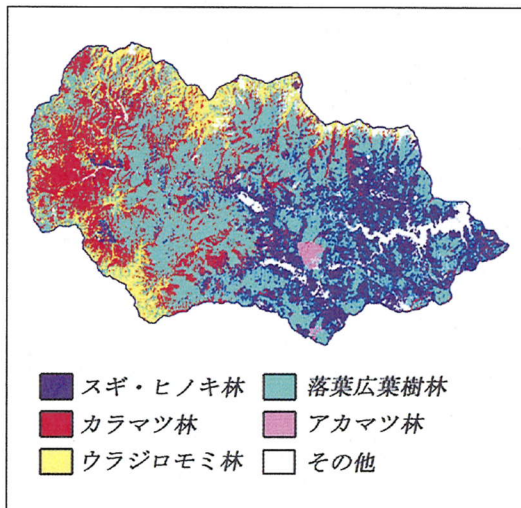 スギ・ヒノキ林 落葉広葉樹林
カラマツ林 アカマツ林
ウラジロモミ林 その他